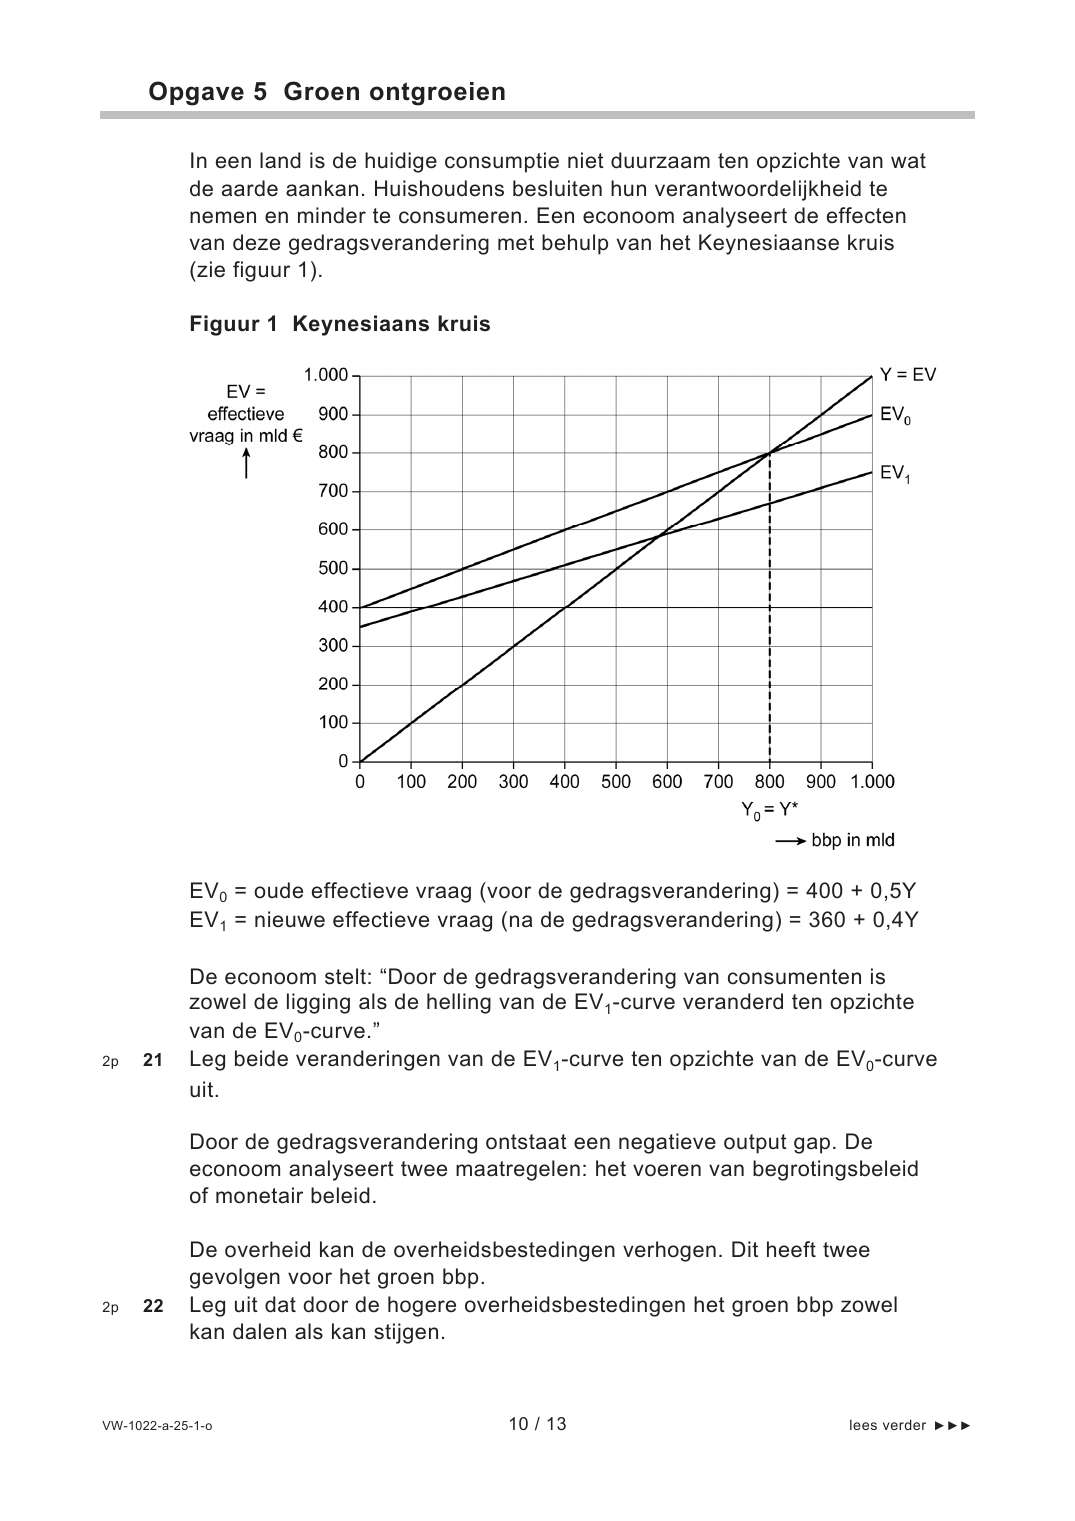 Opgave 5 Groen ontgroeien
In een land is de huidige consumptie niet duurzaam ten opzichte van wat
de aarde aankan. Huishoudens besluiten hun verantwoordelijkheid te
nemen en minder te consumeren. Een econoom analyseert de effecten
van deze gedragsverandering met behulp van het Keynesiaanse kruis
(zie figuur 1).
Figuur 1 Keynesiaans kruis
EV =
effectieve
vraag in mld €
1.000
900
800
700
600
500
400
300
200
100
0
Y = EV
EV0
EV1
0 100 200 300 400 500 600 700 800 900 1.000
Y0 = Y*
bbp in mld
EV0 = oude effectieve vraag (voor de gedragsverandering) = 400 + 0,5Y
EV1 = nieuwe effectieve vraag (na de gedragsverandering) = 360 + 0,4Y
De econoom stelt: “Door de gedragsverandering van consumenten is
zowel de ligging als de helling van de EV1-curve veranderd ten opzichte
van de EV0-curve.”
2p 21 Leg beide veranderingen van de EV1-curve ten opzichte van de EV0-curve
uit.
Door de gedragsverandering ontstaat een negatieve output gap. De
econoom analyseert twee maatregelen: het voeren van begrotingsbeleid
of monetair beleid.
De overheid kan de overheidsbestedingen verhogen. Dit heeft twee
gevolgen voor het groen bbp.
2p 22 Leg uit dat door de hogere overheidsbestedingen het groen bbp zowel
kan dalen als kan stijgen.
VW-1022-a-25-1-o 10 / 13 lees verder ►►►